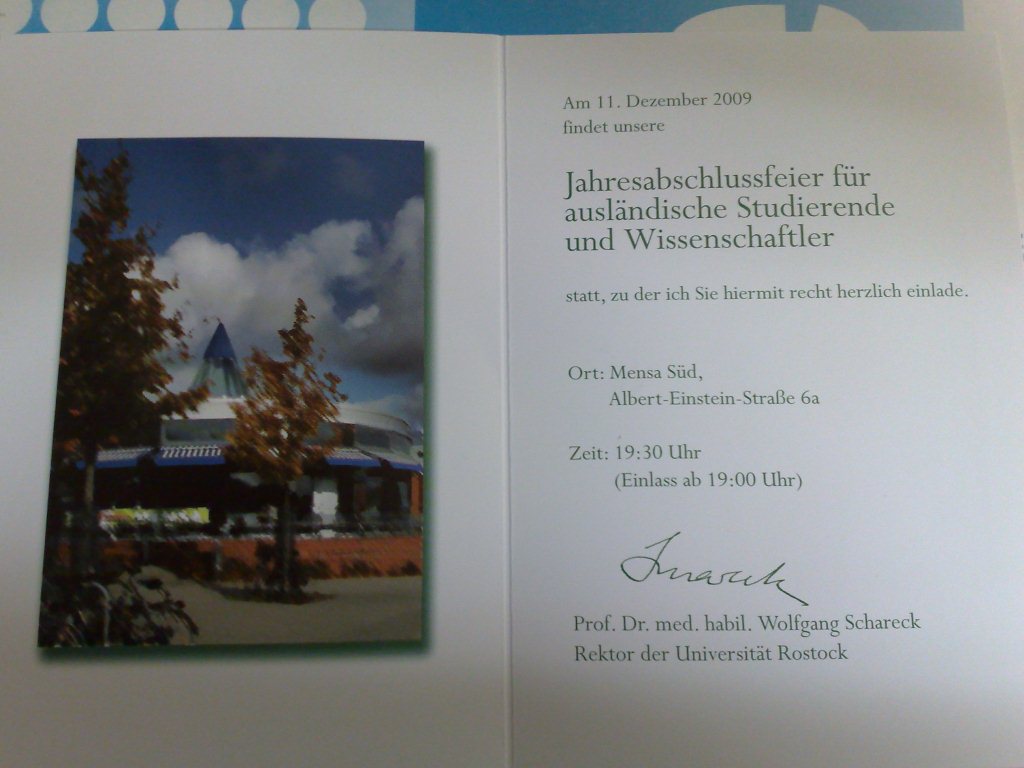 Am 11. Dezember 2009
findet unsere
Jahresabschlussfeier für
ausländische Studierende
und Wissenschaftler
statt, zu der ich Sie hiermit recht herzlich einlade.
Ort: Mensa Süd,
Albert-Einstein-Straße 6a
Zeit: 19:30 Uhr
(Einlass ab 19:00 Uhr)
Prof. Dr. med. habil. Wolfgang Schareck
Rektor der Universität Rostock